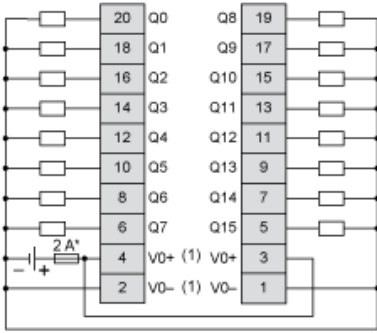 20 Q0 Q8 19
18 Q1 Q9 17
16 Q2 Q10 15
14 Q3 Q11 13
12 Q4 Q12 11
10 Q5 Q13 9
8 Q6 Q14 7
6 Q7 Q15 5
2 A*
− + 4 V0+ (1) V0+ 3
2 V0− (1) V0− 1